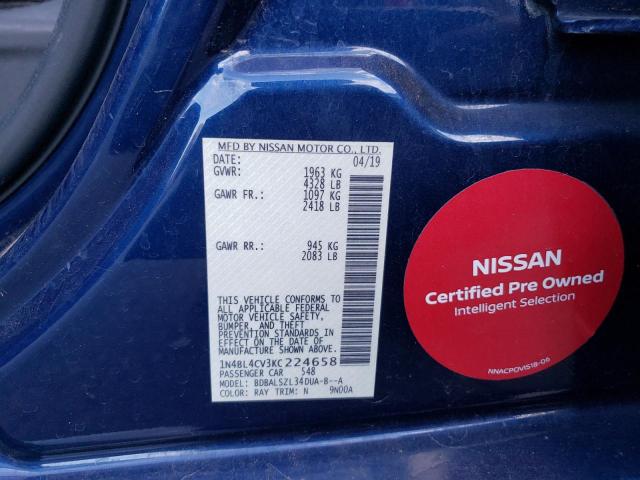 MFD BY NISSAN MOTOR CO., LTD.
DATE: 04/19
GVWR: 1963 KG
4328 LB
GAWR FR.: 1097 KG
2418 LB
GAWR RR.: 945 KG
2083 LB
THIS VEHICLE CONFORMS TO
ALL APPLICABLE FEDERAL
MOTOR VEHICLE SAFETY,
BUMPER, AND THEFT
PREVENTION STANDARDS IN
EFFECT ON THE DATE OF
MANUFACTURE SHOWN ABOVE.
1N4BL4CV3KC224658
PASSENGER CAR 548
MODEL: BDBALSZL34DUA-B--A
COLOR: RAY TRIM: N 9N00A
NISSAN
Certified Pre Owned
Intelligent Selection
NNACPOVIS18-06